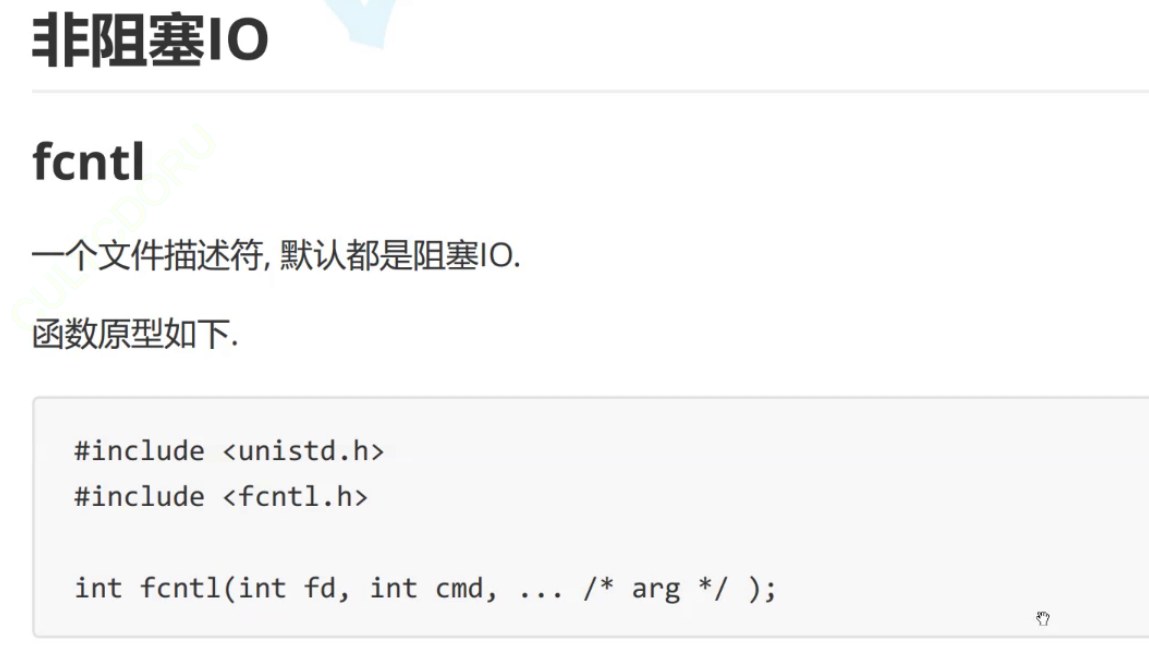 非阻塞IO
fcntl
一个文件描述符, 默认都是阻塞IO.
函数原型如下.
#include <unistd.h>
#include <fcntl.h>
int fcntl(int fd, int cmd, ... /* arg */ );